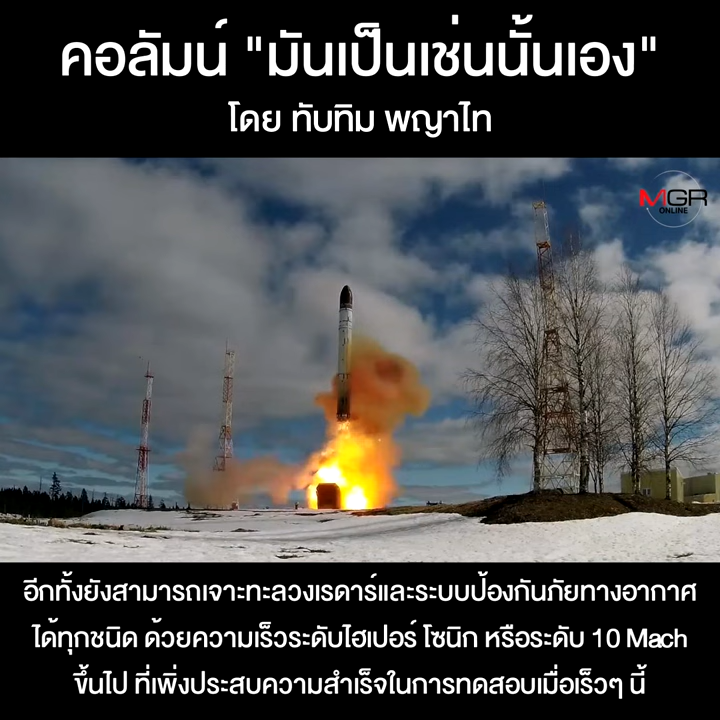 คอลัมน์ "มันเป็นเช่นนั้นเอง"
โดย ทับทิม พญาไท
MGR
ONLINE
อีกทั้งยังสามารถเจาะทะลวงเรดาร์และระบบป้องกันภัยทางอากาศ
ได้ทุกชนิด ด้วยความเร็วระดับไฮเปอร์ โซนิก หรือระดับ 10 Mach
ขึ้นไป ที่เพิ่งประสบความสำเร็จในการทดสอบเมื่อเร็วๆ นี้